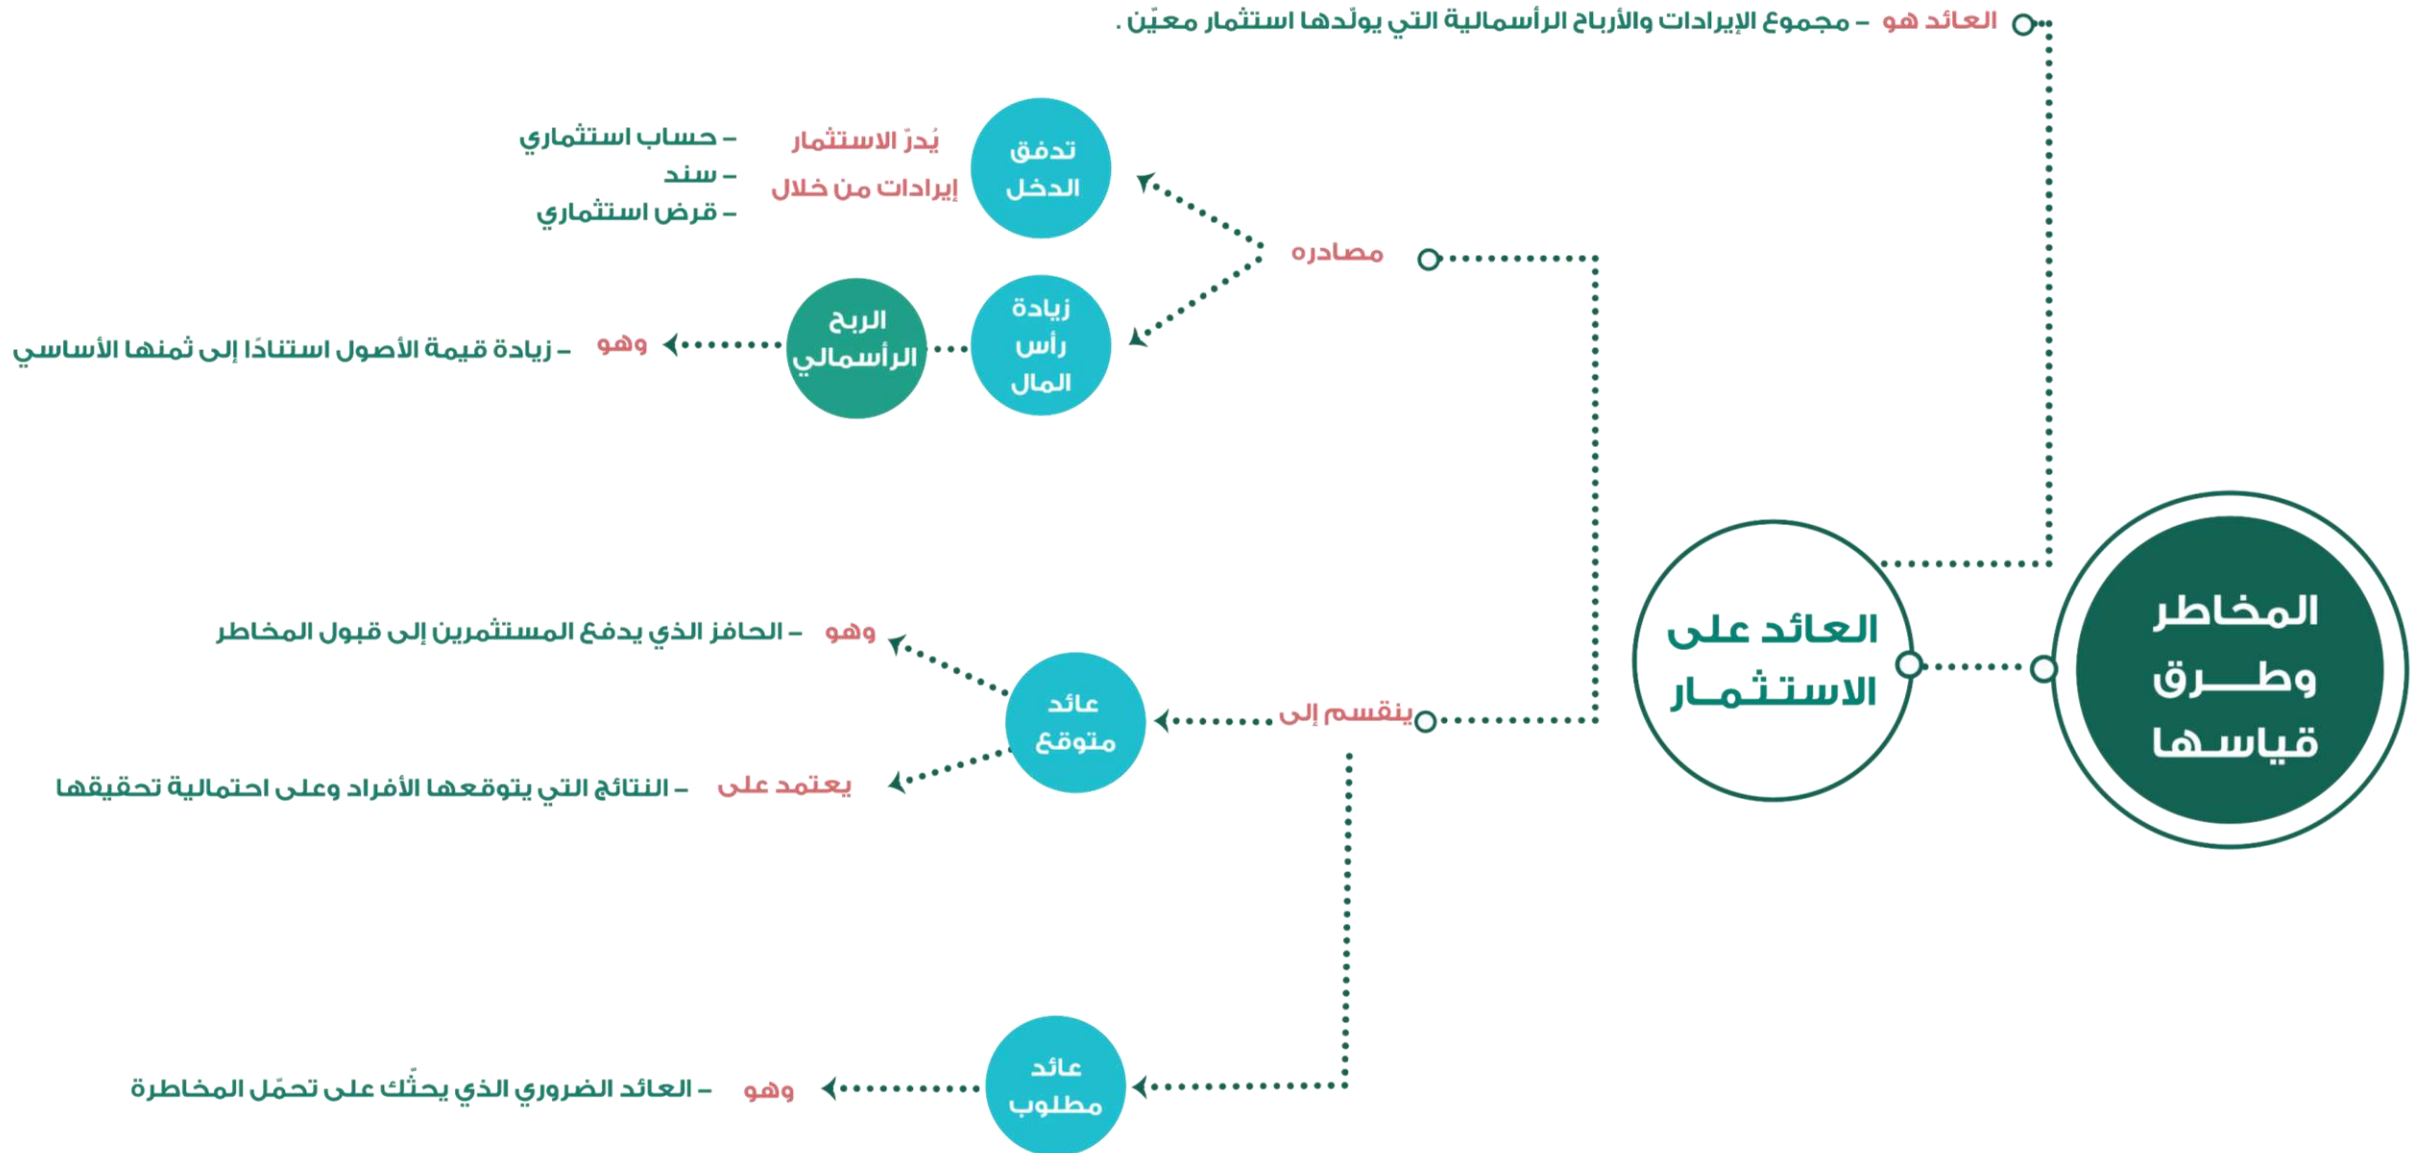 العائد هو – مجموع الإيرادات والأرباح الرأسمالية التي يولّدها استثمار معيّن .
المخاطر
وطـــرق
قياسها
العائد على
الاستثمـــار
مصادره
تدفق
الدخل
يُدرّ الاستثمار
إيرادات من خلال
– حساب استثماري
– سند
– قرض استثماري
زيادة
رأس
المال
الربح
الرأسمالي
وهو – زيادة قيمة الأصول استنادًا إلى ثمنها الأساسي
ينقسم إلى
عائد
متوقع
وهو – الحافز الذي يدفع المستثمرين إلى قبول المخاطر
يعتمد على – النتائج التي يتوقعها الأفراد وعلى احتمالية تحقيقها
عائد
مطلوب
وهو – العائد الضروري الذي يحثّك على تحمّل المخاطرة